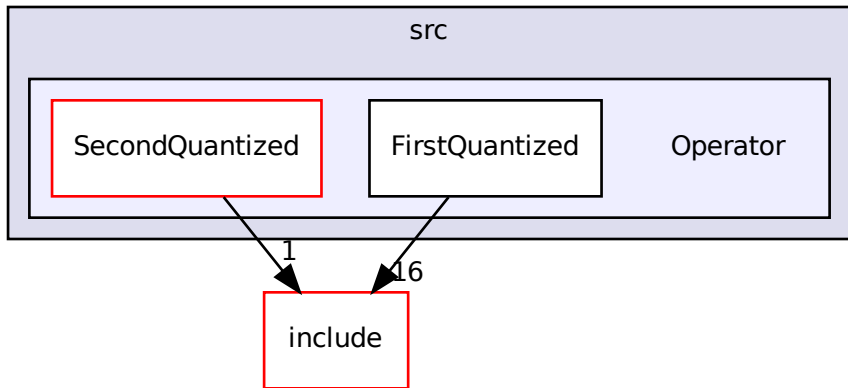 src
SecondQuantized
FirstQuantized
Operator
1
16
include